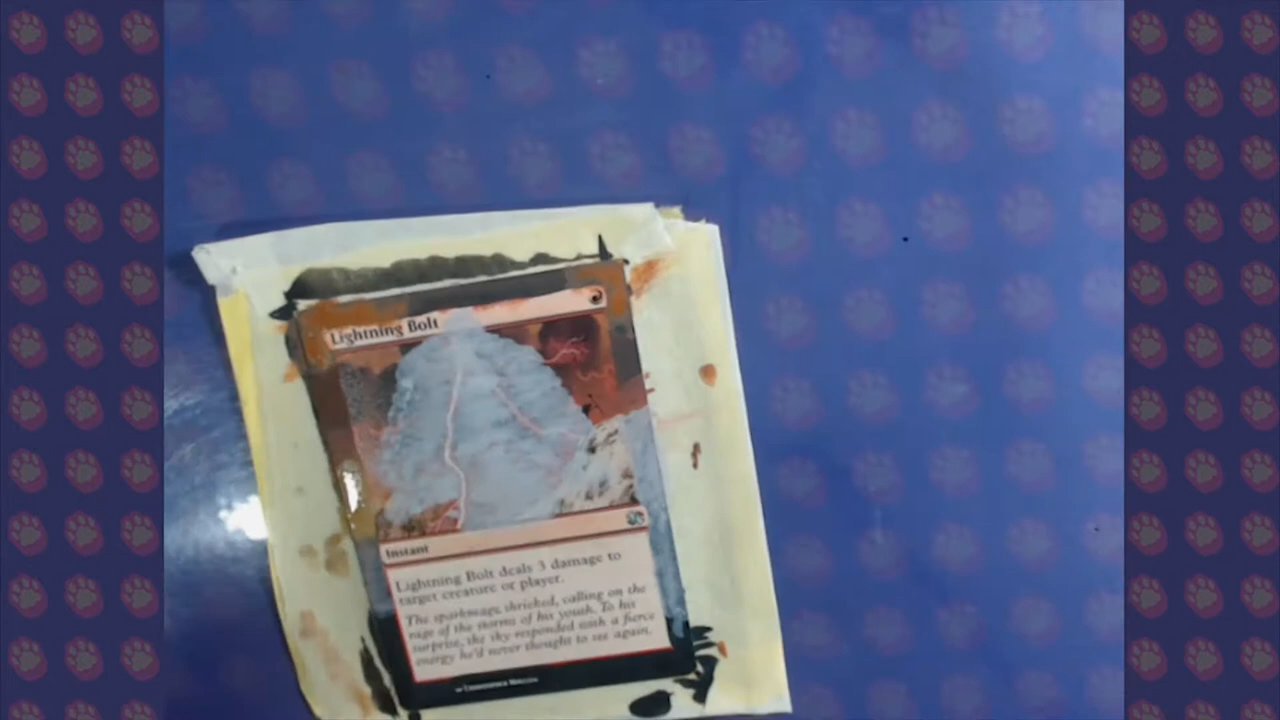 Lightning Bolt
Instant
Lightning Bolt deals 3 damage to
target creature or player.
The sparkmage shrieked, calling on the
rage of the storms of his youth. To his
surprise, the sky responded with a fierce
energy he'd never thought to see again.